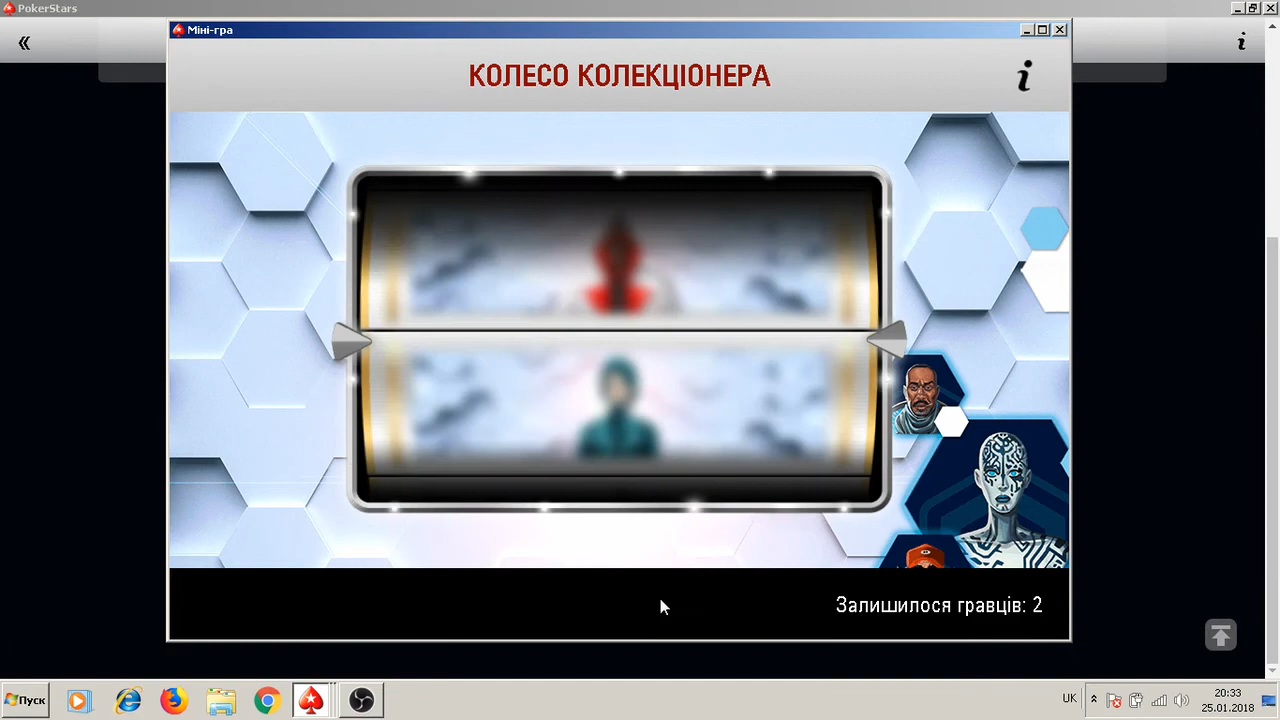 PokerStars
Міні-гра
«
i
КОЛЕСО КОЛЕКЦІОНЕРА
i
Залишилося гравців: 2
Пуск
UK
20:33
25.01.2018